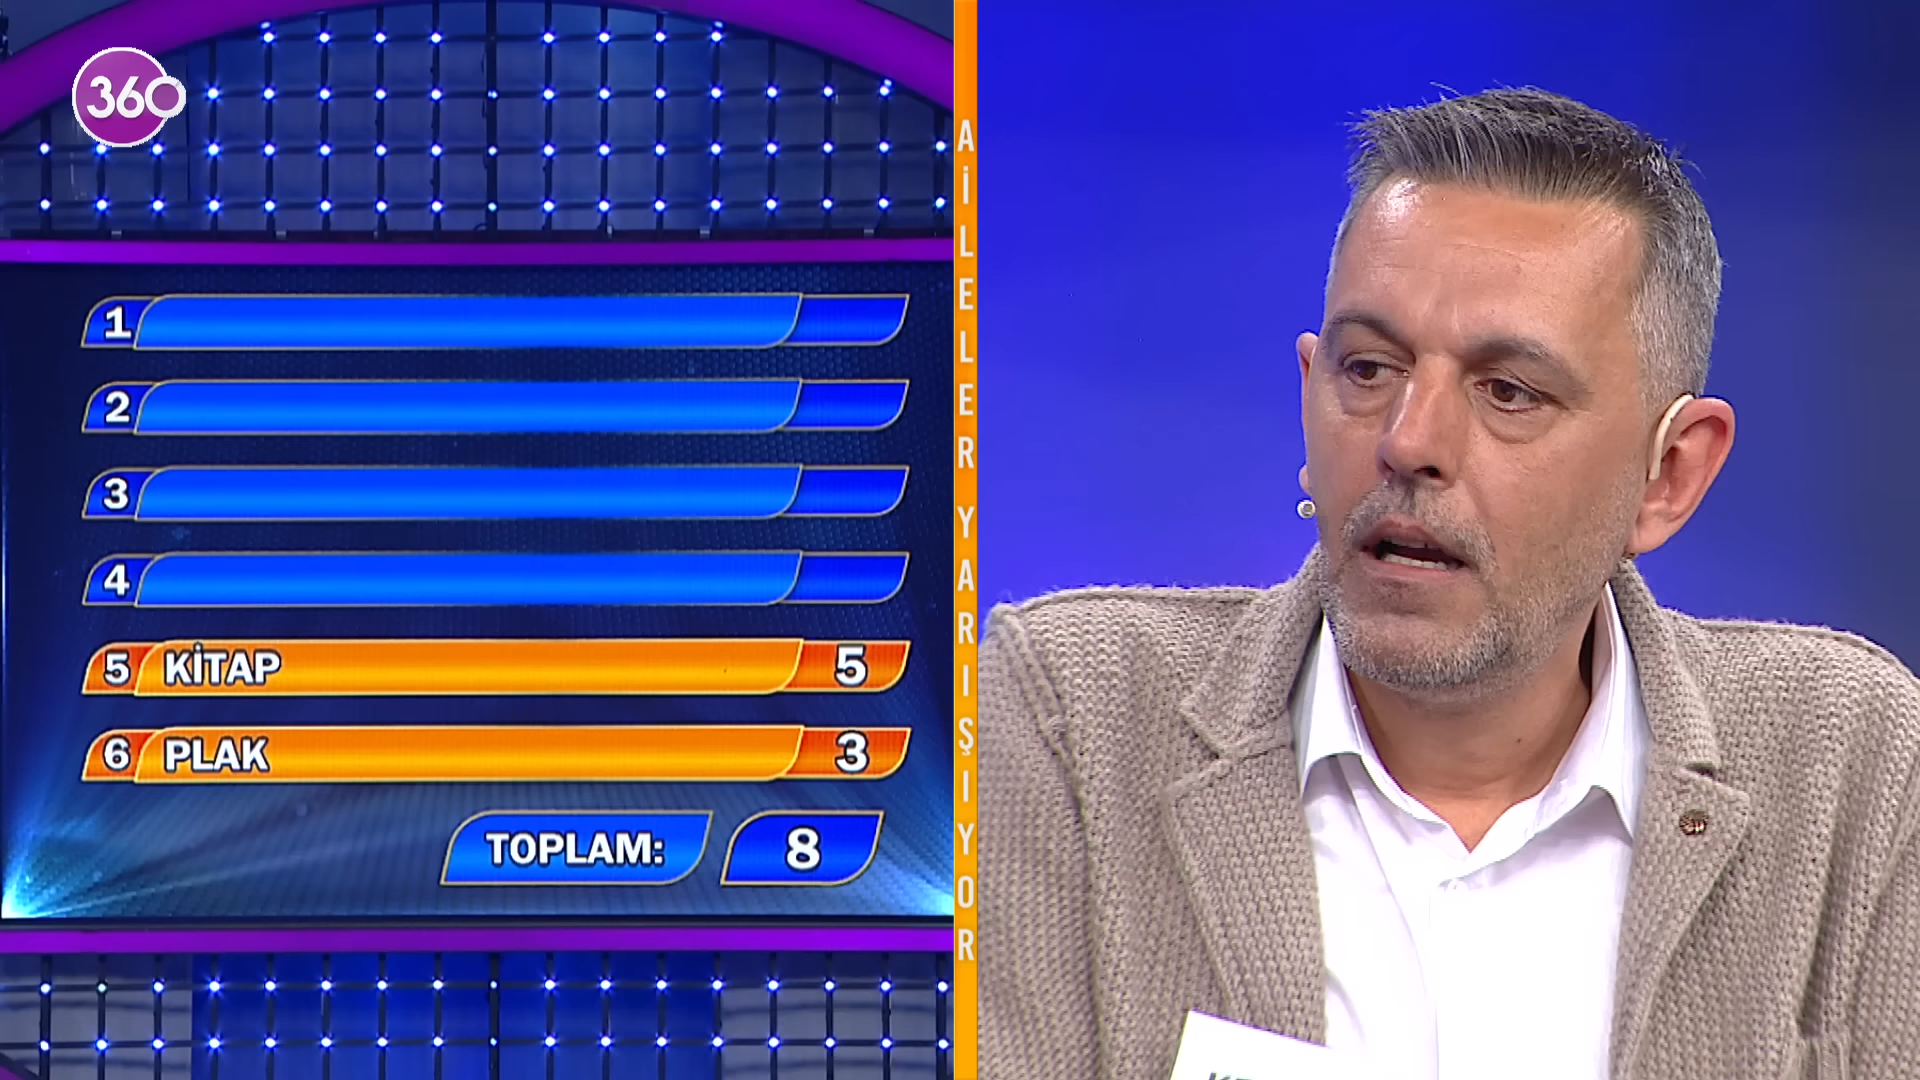 360
1
2
3
4
5 KİTAP 5
6 PLAK 3
TOPLAM: 8
AİLELER YARIŞIYOR